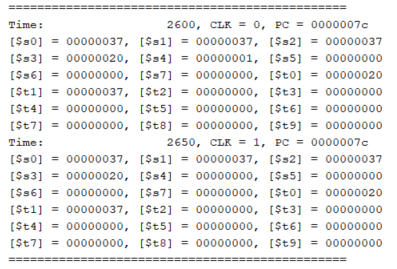 ===============================================
Time: 2600, CLK = 0, PC = 0000007c
[$s0] = 00000037, [$s1] = 00000037, [$s2] = 00000037
[$s3] = 00000020, [$s4] = 00000001, [$s5] = 00000000
[$s6] = 00000000, [$s7] = 00000000, [$t0] = 00000020
[$t1] = 00000037, [$t2] = 00000000, [$t3] = 00000000
[$t4] = 00000000, [$t5] = 00000000, [$t6] = 00000000
[$t7] = 00000000, [$t8] = 00000000, [$t9] = 00000000
Time: 2650, CLK = 1, PC = 0000007c
[$s0] = 00000037, [$s1] = 00000037, [$s2] = 00000037
[$s3] = 00000020, [$s4] = 00000000, [$s5] = 00000000
[$s6] = 00000000, [$s7] = 00000000, [$t0] = 00000020
[$t1] = 00000037, [$t2] = 00000000, [$t3] = 00000000
[$t4] = 00000000, [$t5] = 00000000, [$t6] = 00000000
[$t7] = 00000000, [$t8] = 00000000, [$t9] = 00000000
===============================================